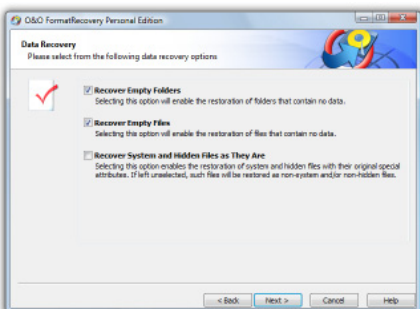 O&O FormatRecovery Personal Edition
Data Recovery
Please select from the following data recovery options
Recover Empty Folders
Selecting this option will enable the restoration of folders that contain no data.
Recover Empty Files
Selecting this option will enable the restoration of files that contain no data.
Recover System and Hidden Files as They Are
Selecting this option enables the restoration of system and hidden files with their original special
attributes. If left unselected, such files will be restored as non-system and/or non-hidden files.
< Back Next > Cancel Help